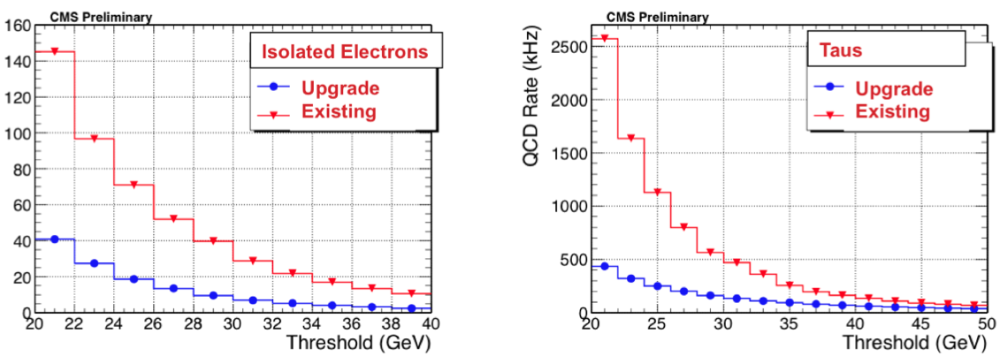 CMS Preliminary
160
140
120
100
80
60
40
20
0
20 22 24 26 28 30 32 34 36 38 40
Threshold (GeV)
Isolated Electrons
Upgrade
Existing
CMS Preliminary
QCD Rate (kHz)
2500
2000
1500
1000
500
0
20 25 30 35 40 45 50
Threshold (GeV)
Taus
Upgrade
Existing